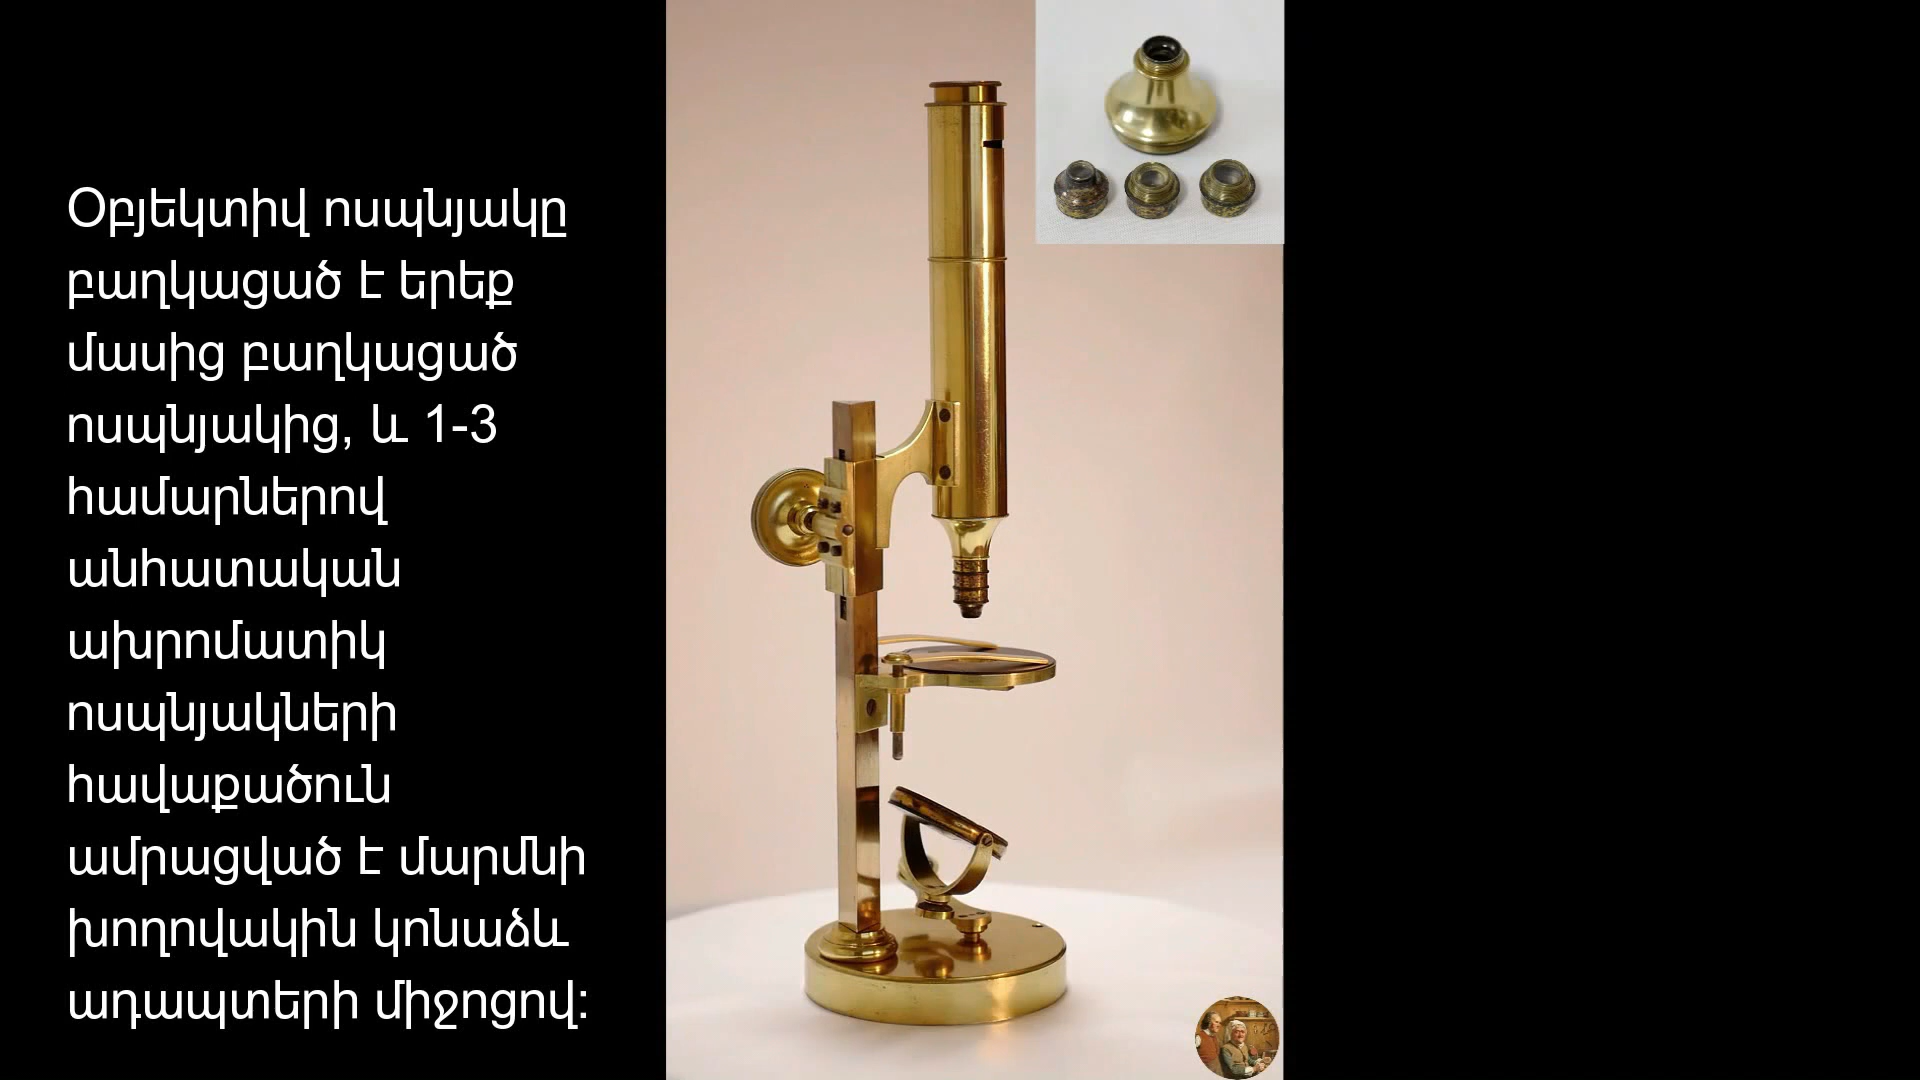 Օբյեկտիվ ոսպնյակը
բաղկացած է երեք
մասից բաղկացած
ոսպնյակից, և 1-3
համարներով
անհատական
ախրոմատիկ
ոսպնյակների
հավաքածուն
ամրացված է մարմնի
խողովակին կոնաձև
ադապտերի միջոցով: